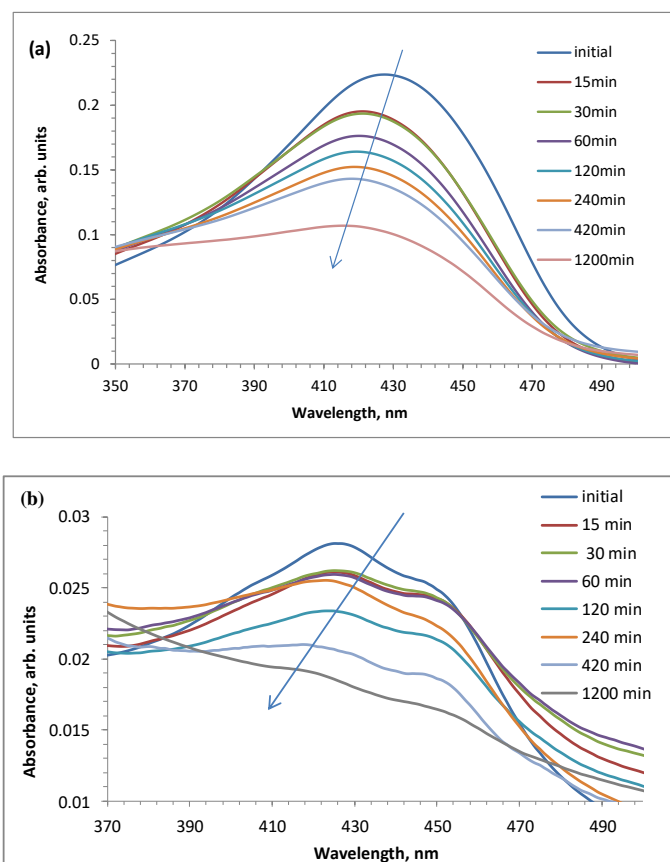 (a)
Absorbance, arb. units
0.25
0.2
0.15
0.1
0.05
0
350 370 390 410 430 450 470 490
Wavelength, nm
initial
15min
30min
60min
120min
240min
420min
1200min
(b)
Absorbance, arb. units
0.03
0.025
0.02
0.015
0.01
370 390 410 430 450 470 490
Wavelength, nm
initial
15 min
30 min
60 min
120 min
240 min
420 min
1200 min